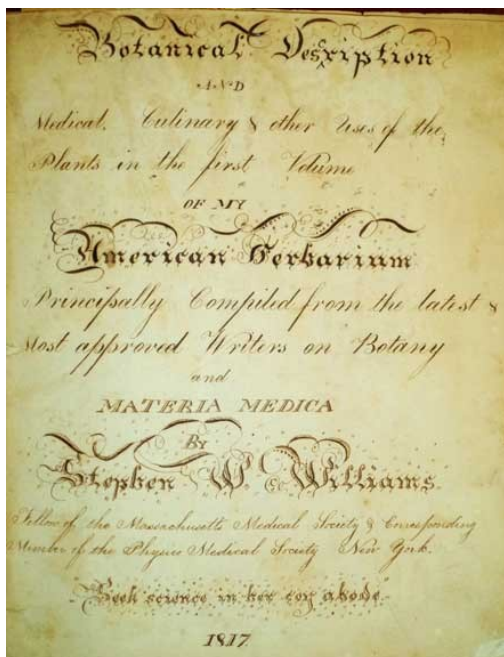 Botanical Description
AND
Medical, Culinary & other Uses of the
Plants in the first Volume
OF MY
American Herbarium
Principally Compiled from the latest &
Most approved Writers on Botany
and
MATERIA MEDICA
By
Stephen W. Williams
Fellow of the Massachusetts Medical Society & Corresponding
Member of the Physico Medical Society New York.
Seek science in her coy abode
1817